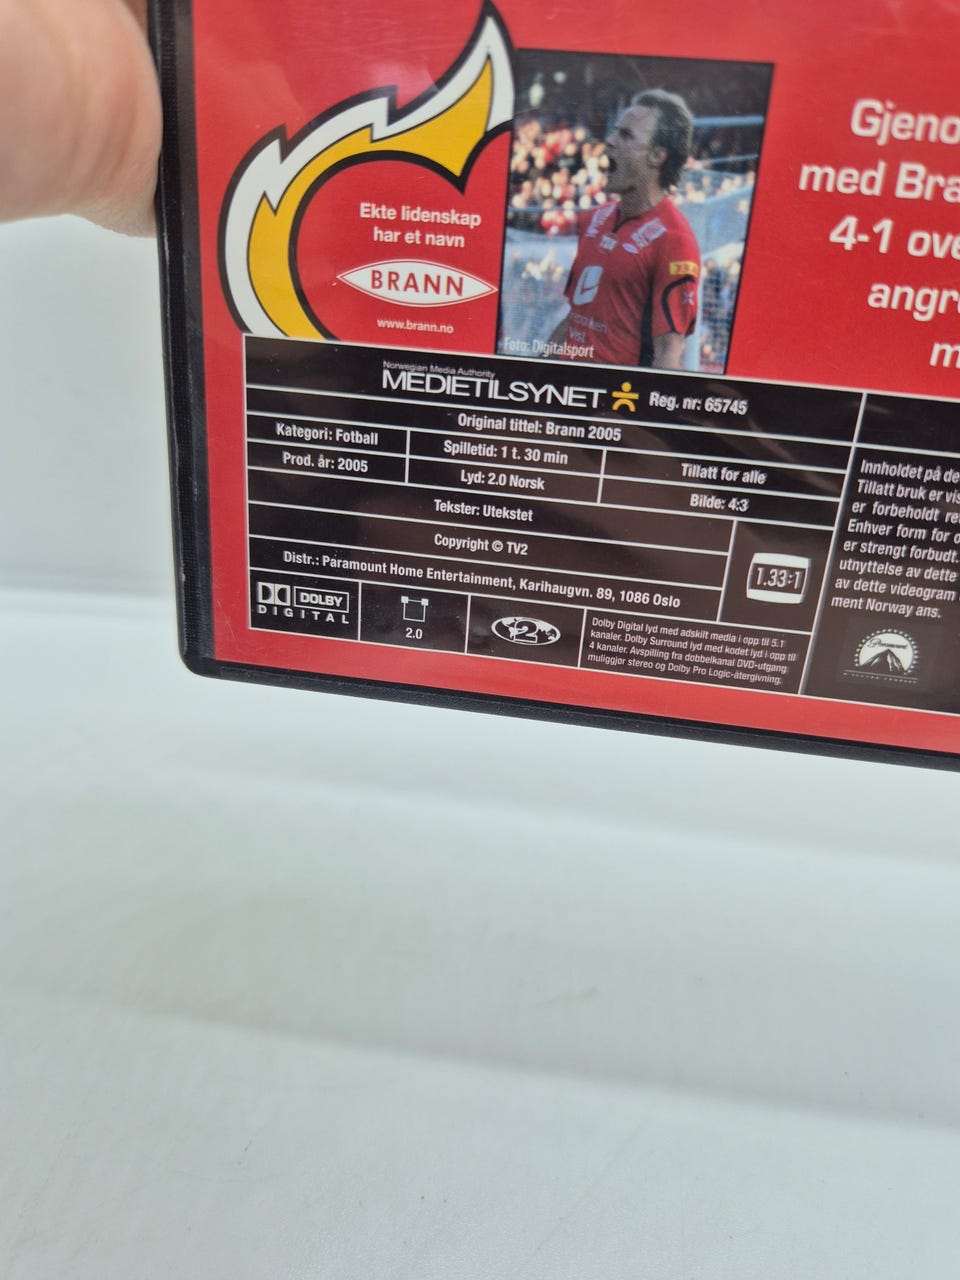 Gjeno
med Bra
4-1 ove
angr
m
Ekte lidenskap
har et navn
BRANN
www.brann.no
Foto: Digitalsport
Norwegian Media Authority
MEDIETILSYNET Reg. nr: 65745
Original tittel: Brann 2005
Kategori: Fotball
Spilletid: 1 t. 30 min
Tillatt for alle
Prod. år: 2005
Lyd: 2.0 Norsk
Bilde: 4:3
Tekster: Utekstet
Copyright © TV2
Distr.: Paramount Home Entertainment, Karihaugvn. 89, 1086 Oslo
1.33:1
DOLBY
DIGITAL
2.0
2
Dolby Digital lyd med adskilt media i opp til 5.1
kanaler. Dolby Surround lyd med kodet lyd i opp til
4 kanaler. Avspilling fra dobbelkanal DVD-utgang
muliggjør stereo og Dolby Pro Logic-återgivning.
Innholdet på de
Tillatt bruk er vis
er forbeholdt re
Enhver form for o
er strengt forbudt.
utnyttelse av dette
av dette videogram
ment Norway ans.
Paramount